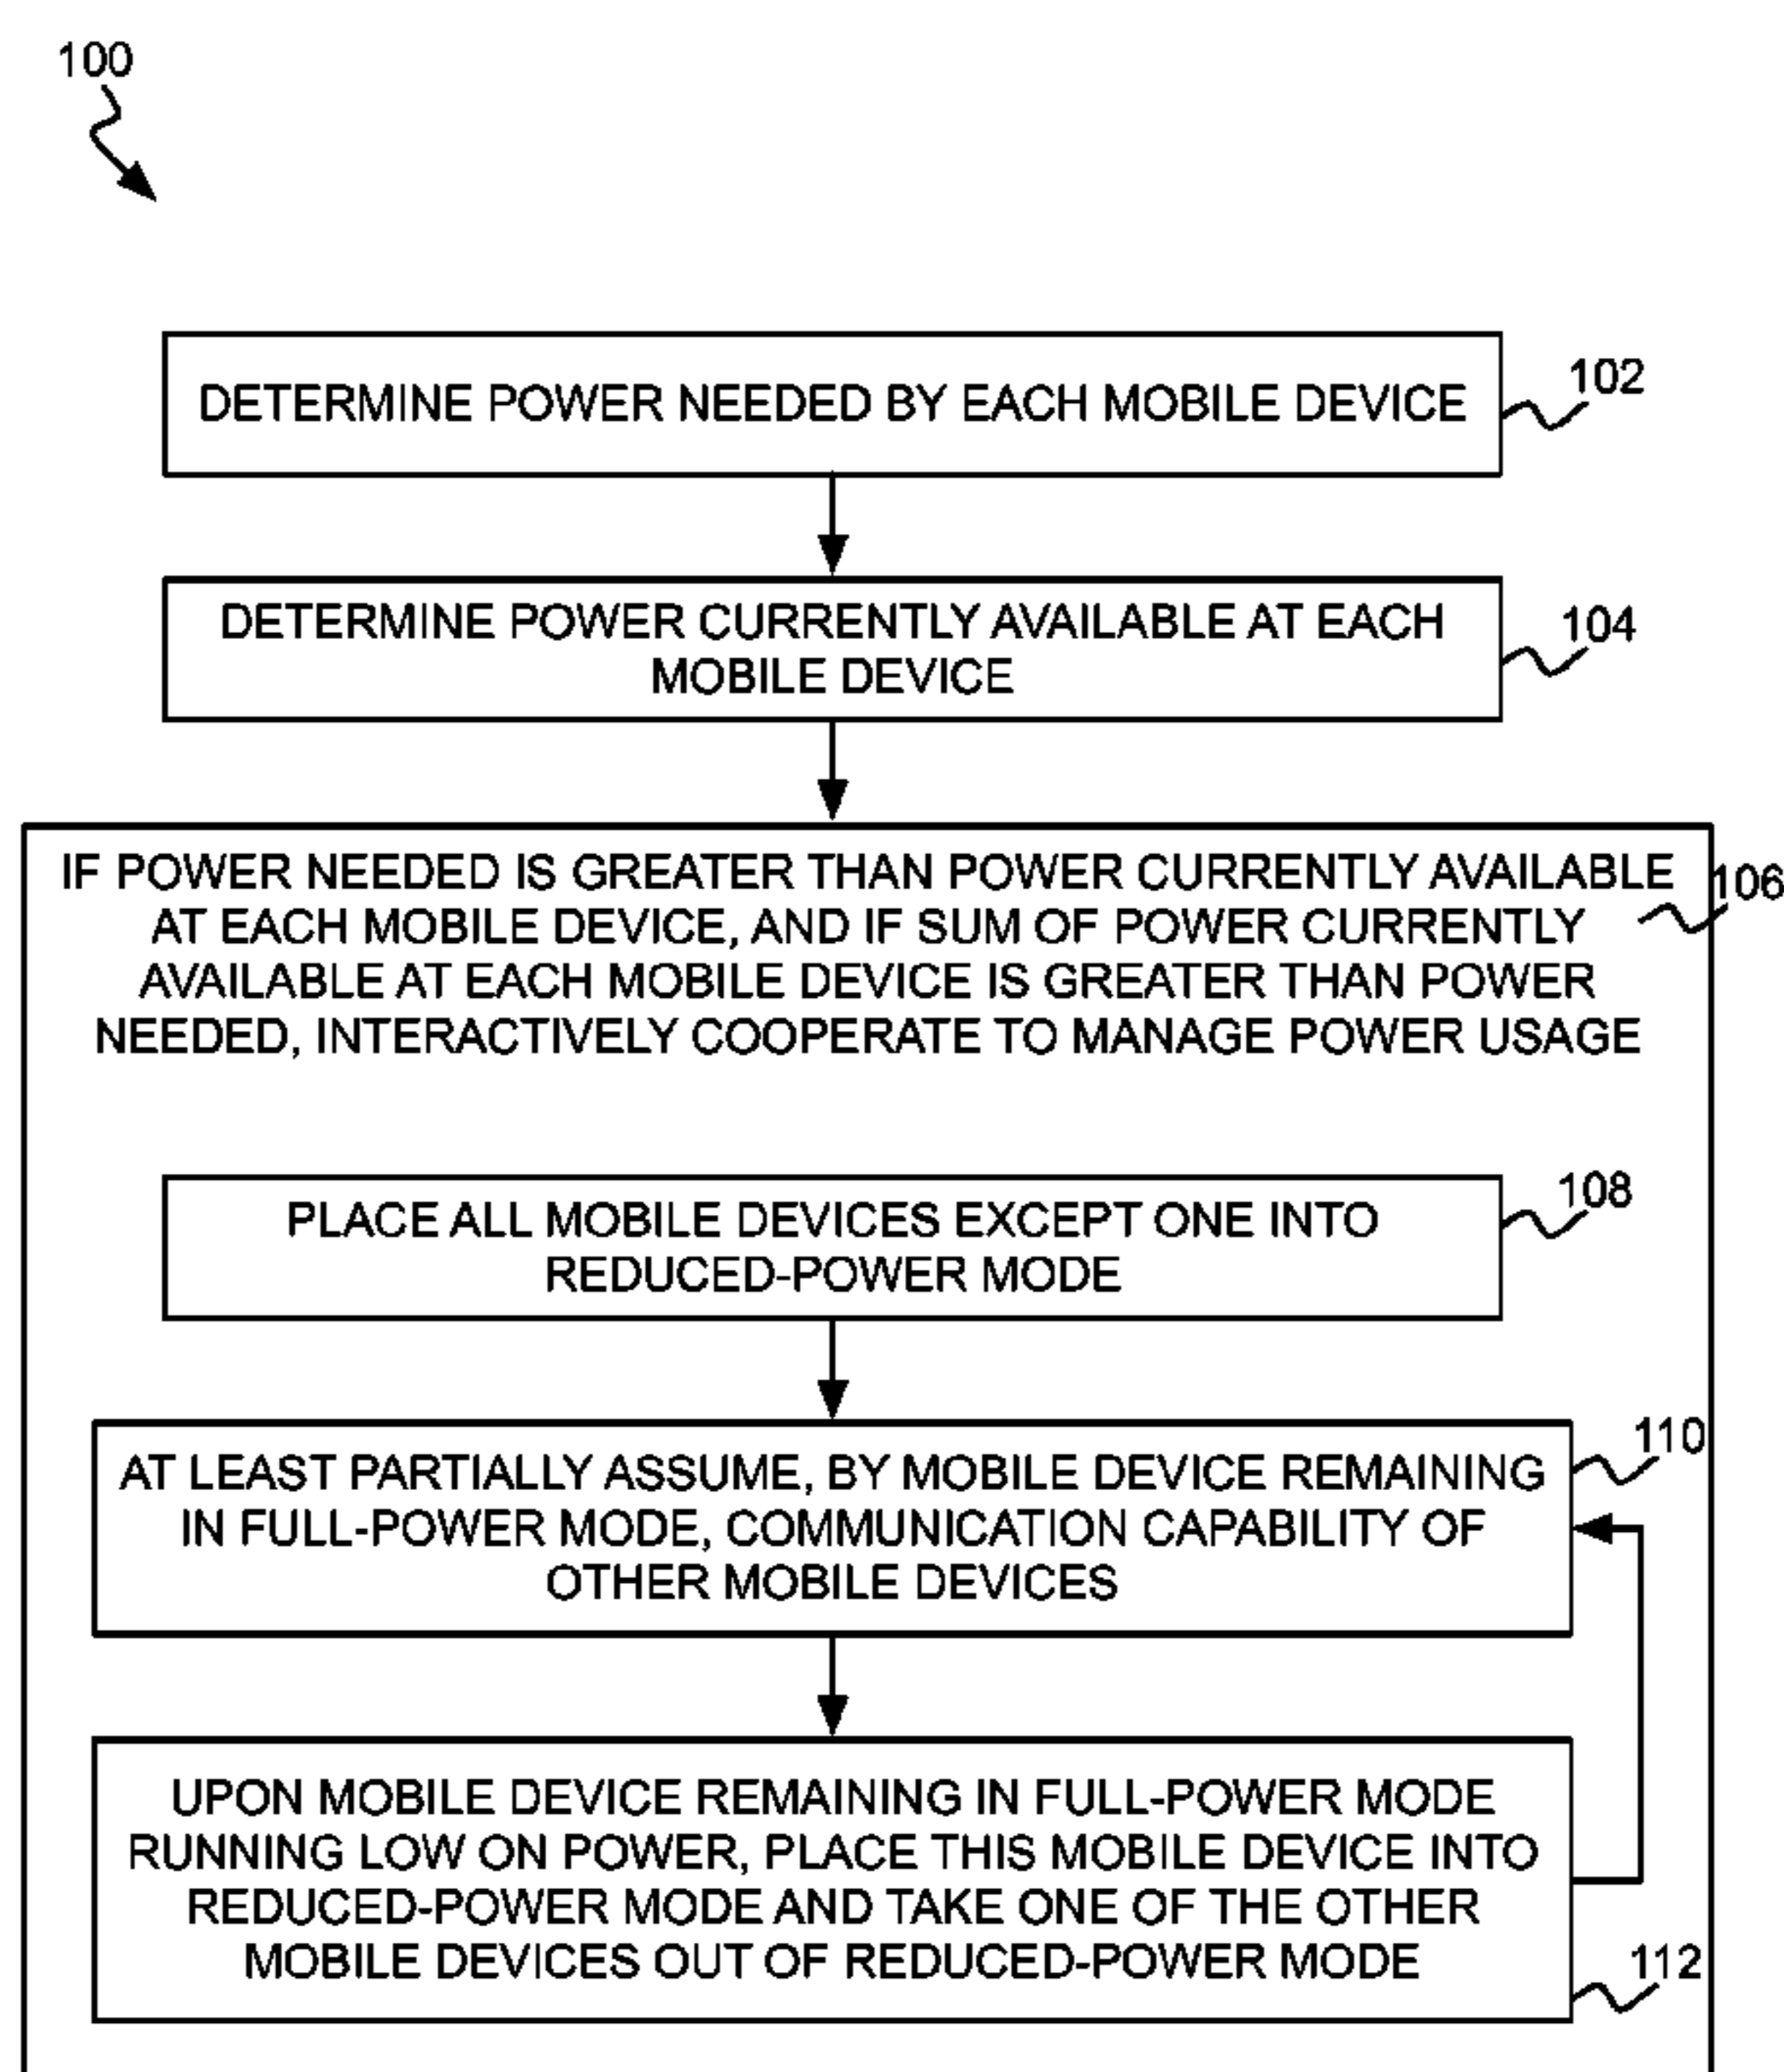 100
DETERMINE POWER NEEDED BY EACH MOBILE DEVICE
102
DETERMINE POWER CURRENTLY AVAILABLE AT EACH
MOBILE DEVICE
104
IF POWER NEEDED IS GREATER THAN POWER CURRENTLY AVAILABLE
AT EACH MOBILE DEVICE, AND IF SUM OF POWER CURRENTLY
AVAILABLE AT EACH MOBILE DEVICE IS GREATER THAN POWER
NEEDED, INTERACTIVELY COOPERATE TO MANAGE POWER USAGE
106
PLACE ALL MOBILE DEVICES EXCEPT ONE INTO
REDUCED-POWER MODE
108
AT LEAST PARTIALLY ASSUME, BY MOBILE DEVICE REMAINING
IN FULL-POWER MODE, COMMUNICATION CAPABILITY OF
OTHER MOBILE DEVICES
110
UPON MOBILE DEVICE REMAINING IN FULL-POWER MODE
RUNNING LOW ON POWER, PLACE THIS MOBILE DEVICE INTO
REDUCED-POWER MODE AND TAKE ONE OF THE OTHER
MOBILE DEVICES OUT OF REDUCED-POWER MODE
112